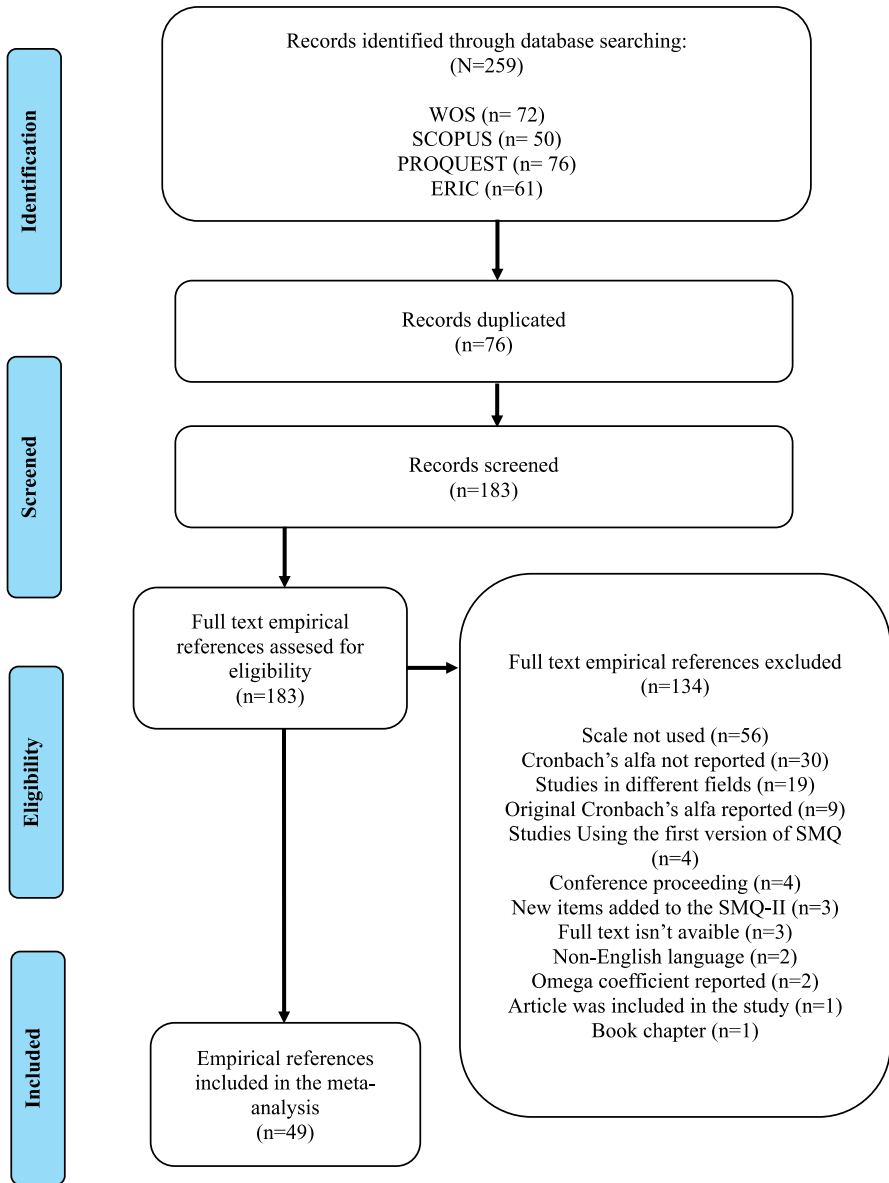 Identification
Records identified through database searching:
(N=259)
WOS (n= 72)
SCOPUS (n= 50)
PROQUEST (n= 76)
ERIC (n=61)
Records duplicated
(n=76)
Screened
Records screened
(n=183)
Eligibility
Full text empirical
references assesed for
eligibility
(n=183)
Full text empirical references excluded
(n=134)
Scale not used (n=56)
Cronbach’s alfa not reported (n=30)
Studies in different fields (n=19)
Original Cronbach’s alfa reported (n=9)
Studies Using the first version of SMQ
(n=4)
Conference proceeding (n=4)
New items added to the SMQ-II (n=3)
Full text isn’t avaible (n=3)
Non-English language (n=2)
Omega coefficient reported (n=2)
Article was included in the study (n=1)
Book chapter (n=1)
Included
Empirical references
included in the meta-
analysis
(n=49)